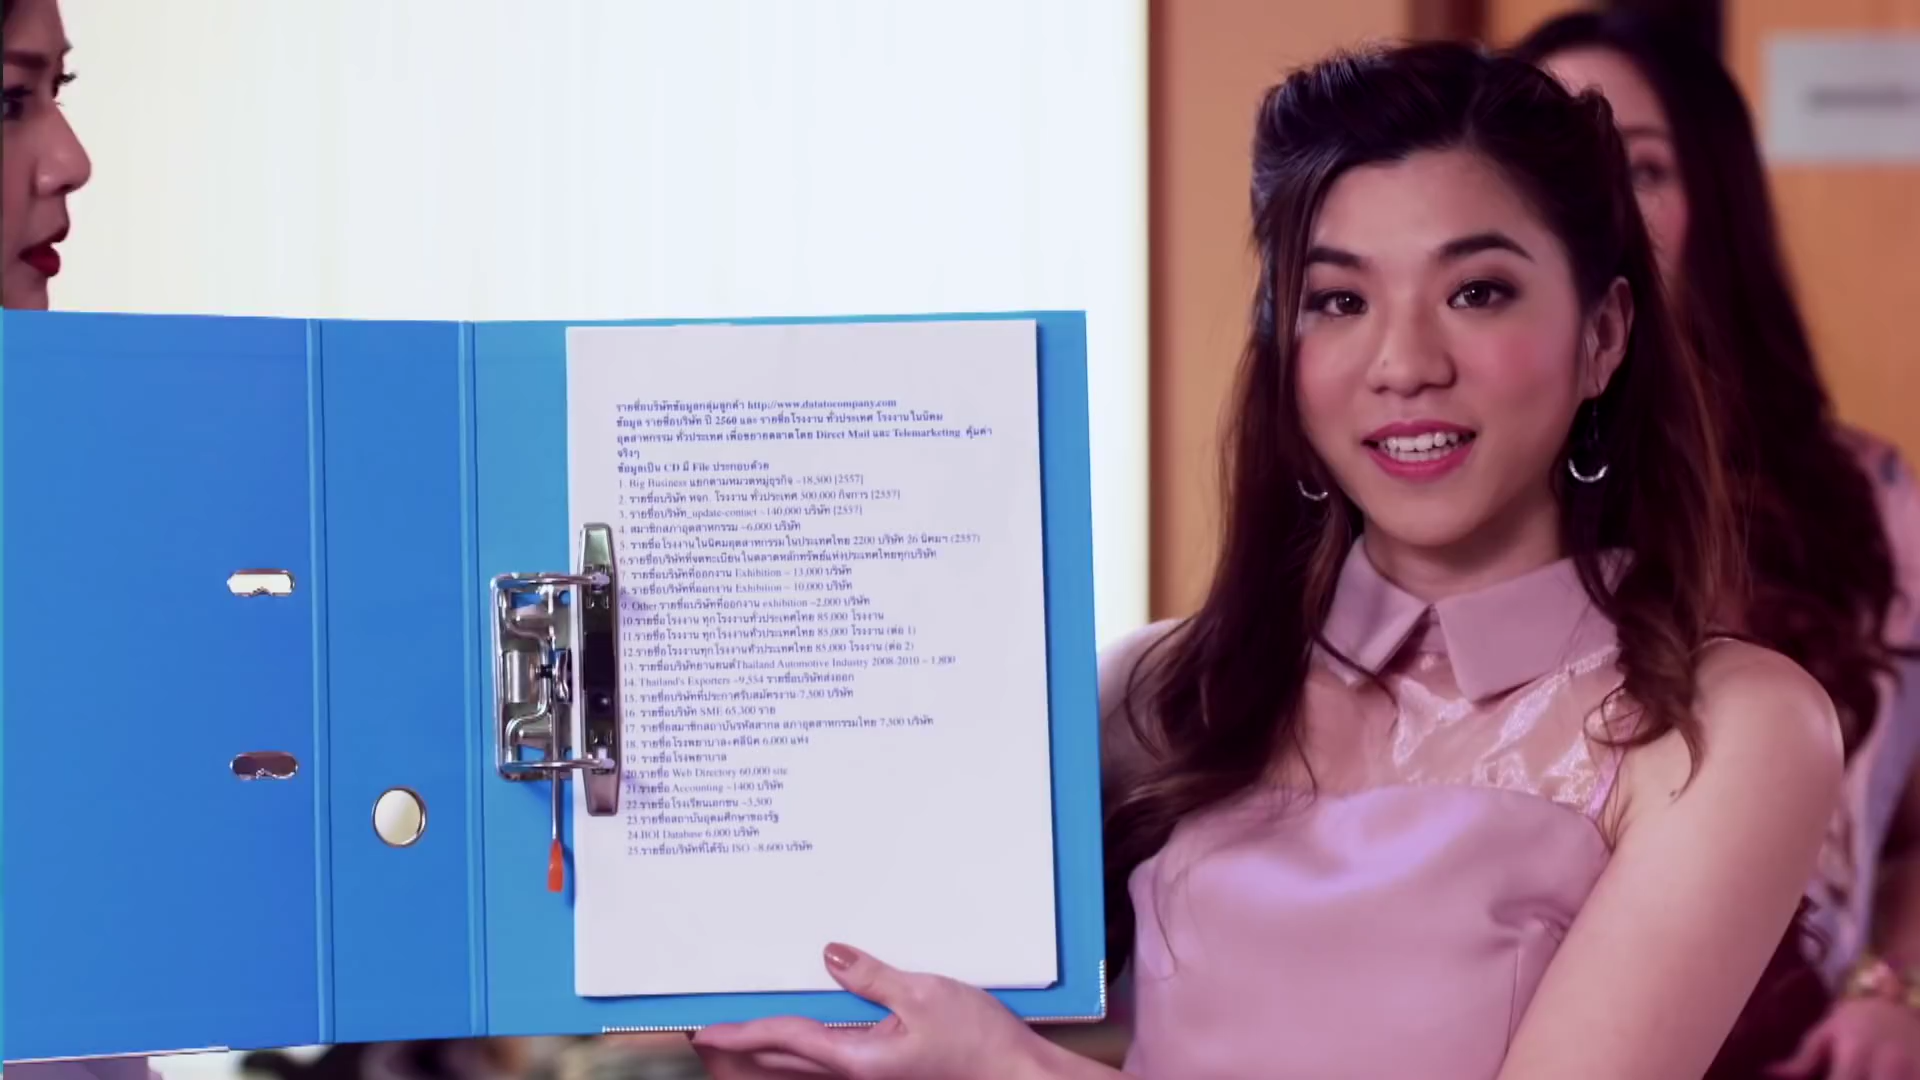 รายชื่อบริษัทข้อมูลกลุ่มลูกค้า http://www.datatocompany.com
ข้อมูล รายชื่อบริษัท ปี 2560 และ รายชื่อโรงงาน ทั่วประเทศ โรงงานในนิคม
อุตสาหกรรม ทั่วประเทศ เพื่อขยายตลาดโดย Direct Mail และ Telemarketing คุ้มค่า
จริงๆ
ข้อมูลเป็น CD มี File ประกอบด้วย
1. Big Business แยกตามหมวดหมู่ธุรกิจ ~18,500 [2557]
2. รายชื่อบริษัท หจก. โรงงาน ทั่วประเทศ 500,000 กิจการ [2557]
3. รายชื่อบริษัท_update-contact ~140,000 บริษัท [2557]
4. สมาชิกสภาอุตสาหกรรม ~6,000 บริษัท
5. รายชื่อโรงงานในนิคมอุตสาหกรรมในประเทศไทย 2200 บริษัท 26 นิคมฯ (2557)
6.รายชื่อบริษัทที่จดทะเบียนในตลาดหลักทรัพย์แห่งประเทศไทยทุกบริษัท
7. รายชื่อบริษัทที่ออกงาน Exhibition ~ 13,000 บริษัท
8. รายชื่อบริษัทที่ออกงาน Exhibition ~ 10,000 บริษัท
9. Other รายชื่อบริษัทที่ออกงาน exhibition ~2,000 บริษัท
10.รายชื่อโรงงาน ทุกโรงงานทั่วประเทศไทย 85,000 โรงงาน
11.รายชื่อโรงงาน ทุกโรงงานทั่วประเทศไทย 85,000 โรงงาน (ต่อ 1)
12.รายชื่อโรงงานทุกโรงงานทั่วประเทศไทย 85,000 โรงงาน (ต่อ 2)
13. รายชื่อบริษัทยานยนต์Thailand Automotive Industry 2008-2010 ~ 1,800
14. Thailand's Exporters ~9,554 รายชื่อบริษัทส่งออก
15. รายชื่อบริษัทที่ประกาศรับสมัครงาน 7,500 บริษัท
16. รายชื่อบริษัท SME 65,300 ราย
17. รายชื่อสมาชิกสถาบันรหัสสากล สภาอุตสาหกรรมไทย 7,500 บริษัท
18. รายชื่อโรงพยาบาล+คลีนิค 6,000 แห่ง
19. รายชื่อโรงพยาบาล
20.รายชื่อ Web Directory 60,000 site
21.รายชื่อ Accounting ~1400 บริษัท
22.รายชื่อโรงเรียนเอกชน ~3,500
23.รายชื่อสถาบันอุดมศึกษาของรัฐ
24.BOI Database 6,000 บริษัท
25.รายชื่อบริษัทที่ได้รับ ISO ~8,600 บริษัท